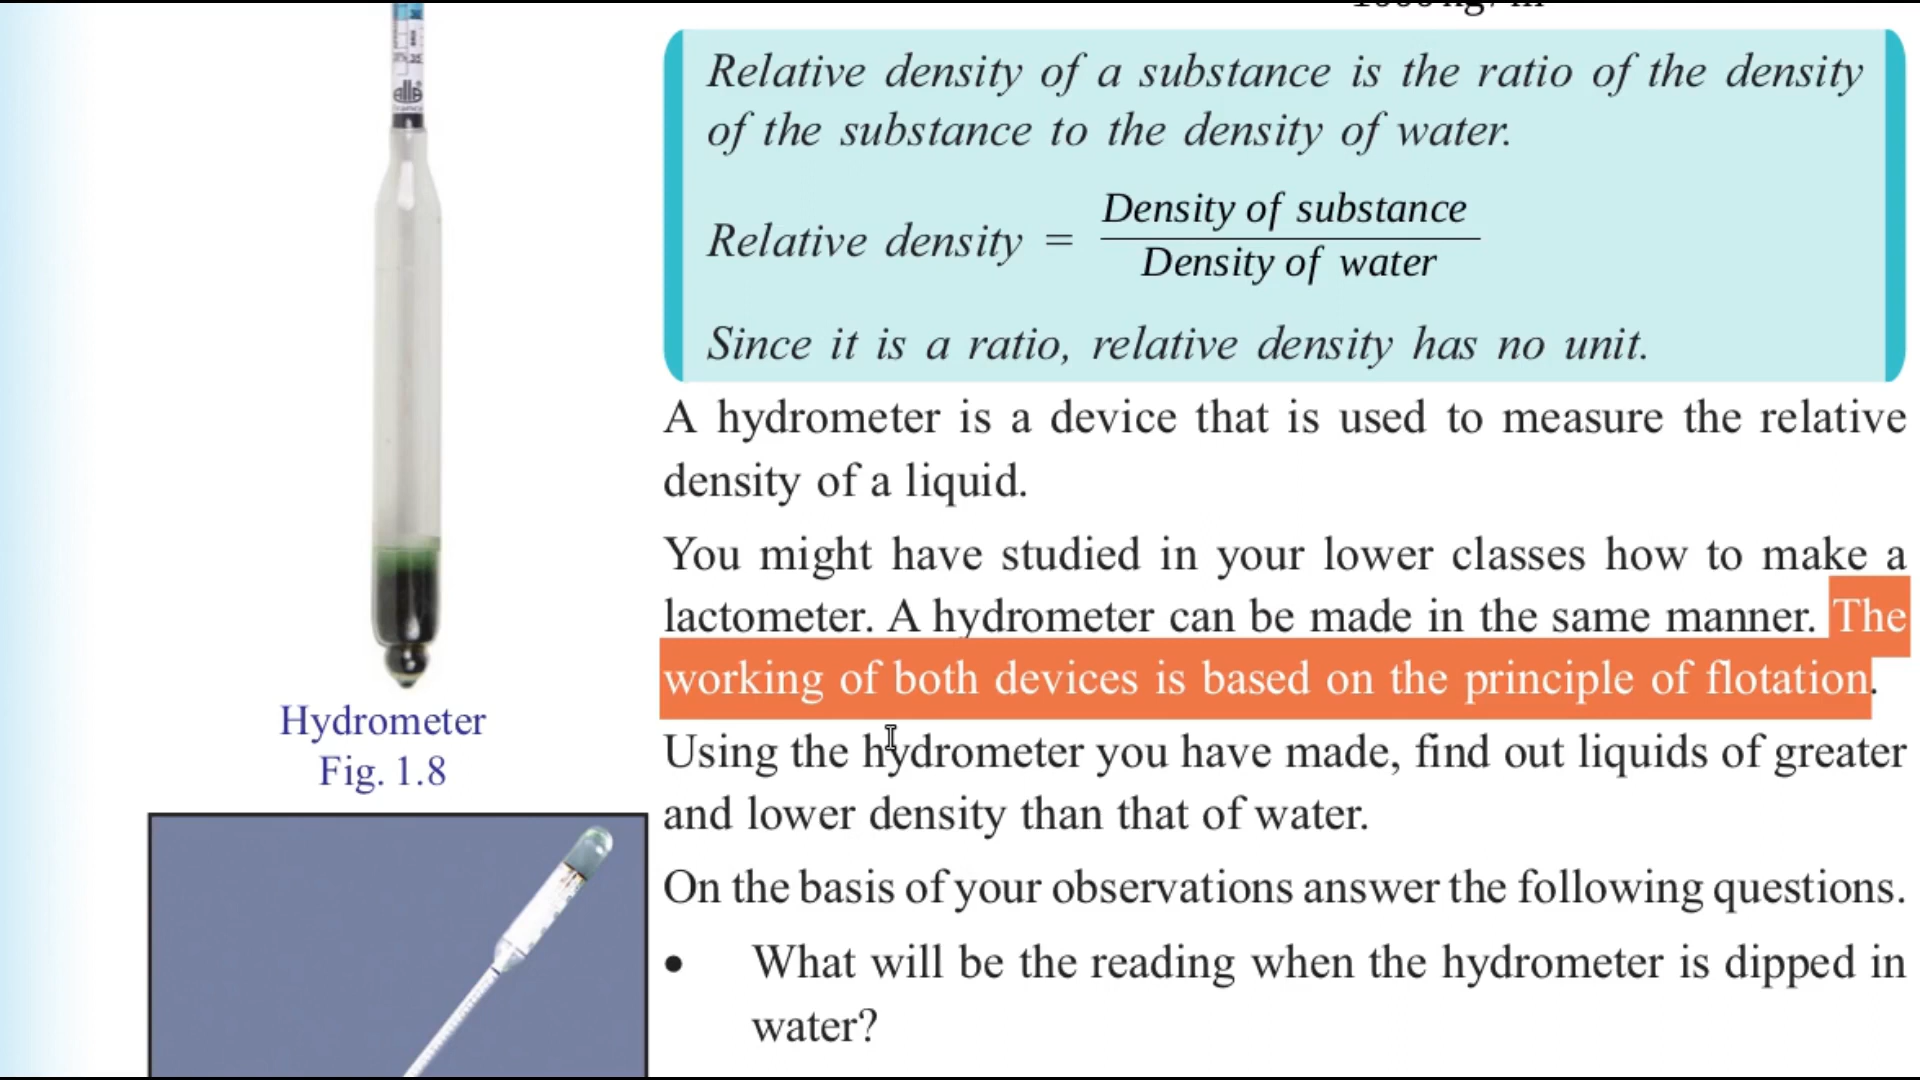 Relative density of a substance is the ratio of the density
of the substance to the density of water.
Relative density = Density of substance
Density of water
Since it is a ratio, relative density has no unit.
A hydrometer is a device that is used to measure the relative
density of a liquid.
You might have studied in your lower classes how to make a
lactometer. A hydrometer can be made in the same manner. The
working of both devices is based on the principle of flotation.
Using the hydrometer you have made, find out liquids of greater
and lower density than that of water.
On the basis of your observations answer the following questions.
• What will be the reading when the hydrometer is dipped in
water?
Hydrometer
Fig. 1.8